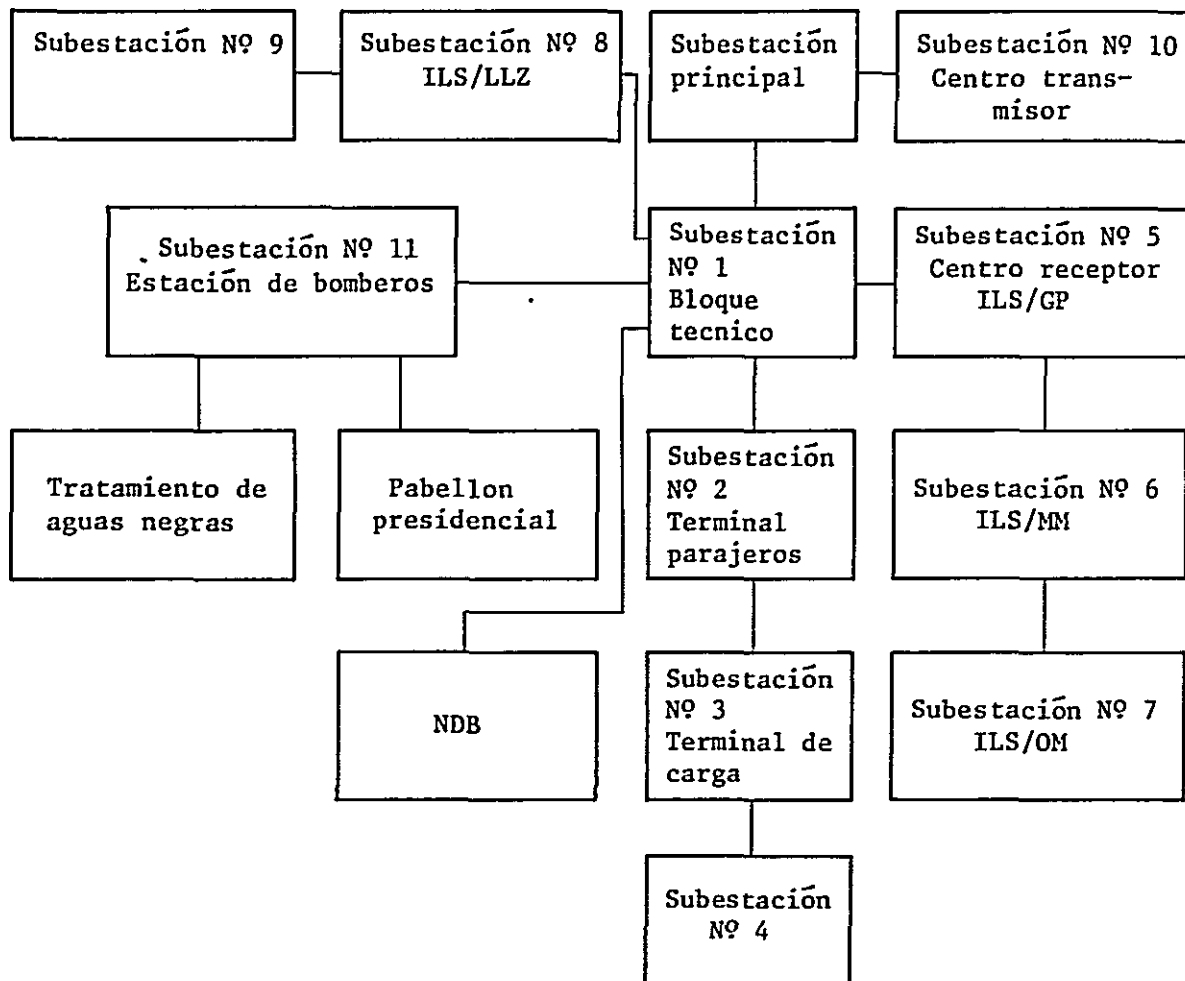 Subestación Nº 9
Subestación Nº 8
ILS/LLZ
Subestación
principal
Subestación Nº 10
Centro trans-
misor
Subestación Nº 11
Estación de bomberos
Subestación
Nº 1
Bloque
tecnico
Subestación Nº 5
Centro receptor
ILS/GP
Tratamiento de
aguas negras
Pabellon
presidencial
Subestación
Nº 2
Terminal
parajeros
Subestación Nº 6
ILS/MM
NDB
Subestación
Nº 3
Terminal de
carga
Subestación Nº 7
ILS/OM
Subestación
Nº 4